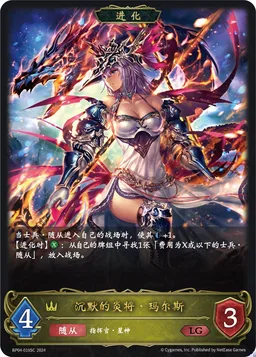 进化
当士兵·随从进入自己的战场时，使其 +1。
【进化时】X：从自己的牌组中寻找1张「费用为X或以下的士兵·
随从」，放入战场。
沉默的炎将·玛尔斯
4
随从
指挥官·星神
LG
3
2024
© Cygames, Inc. Published by NetEase Games